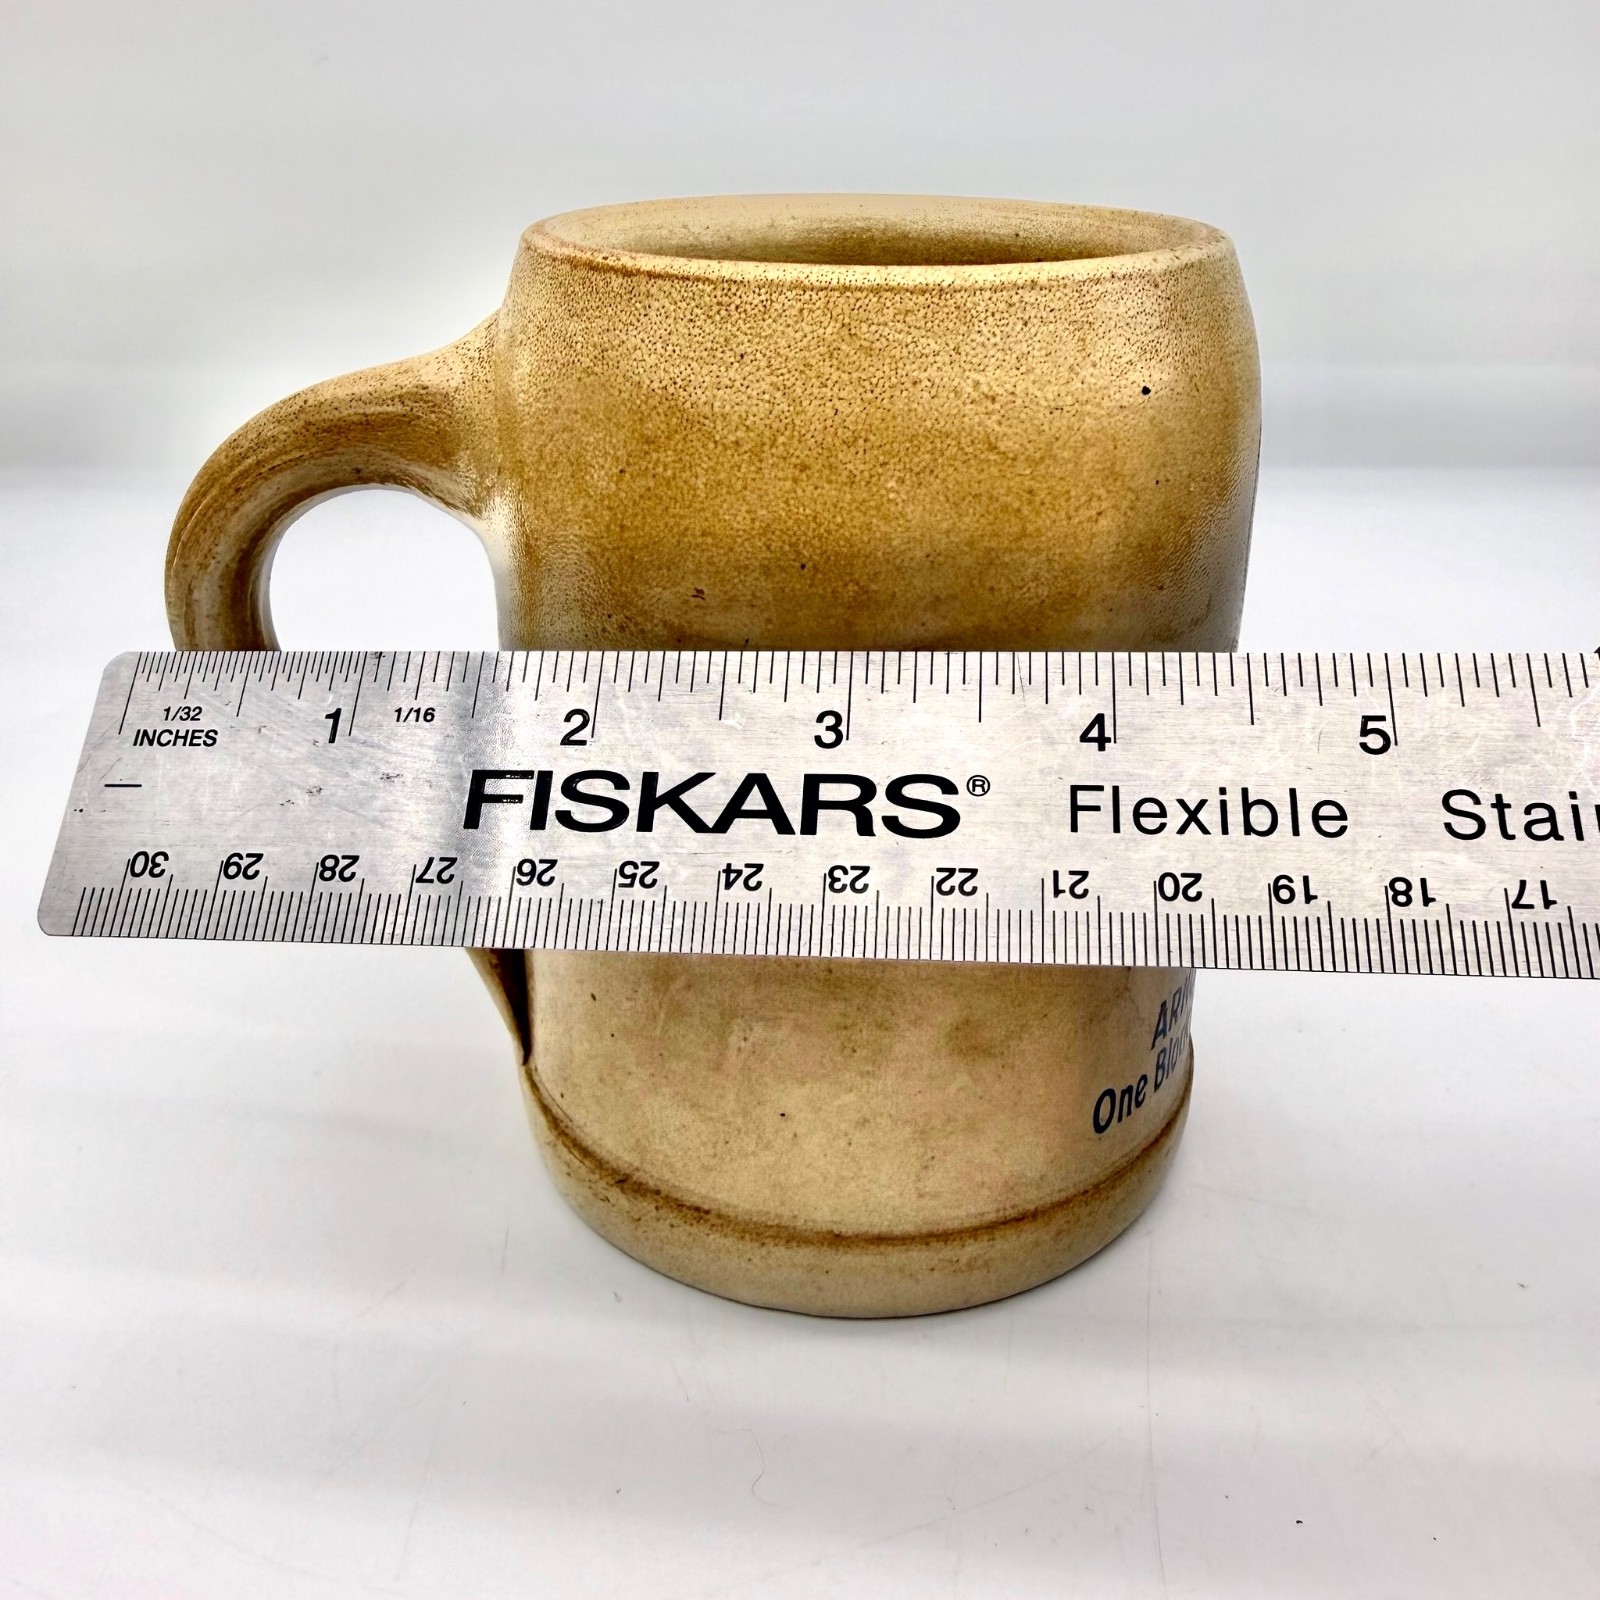 1/32 1 1/16 2 3 4 5
INCHES
FISKARS® Flexible
30 29 28 27 26 25 24 23 22 21 20 19 18 17
One